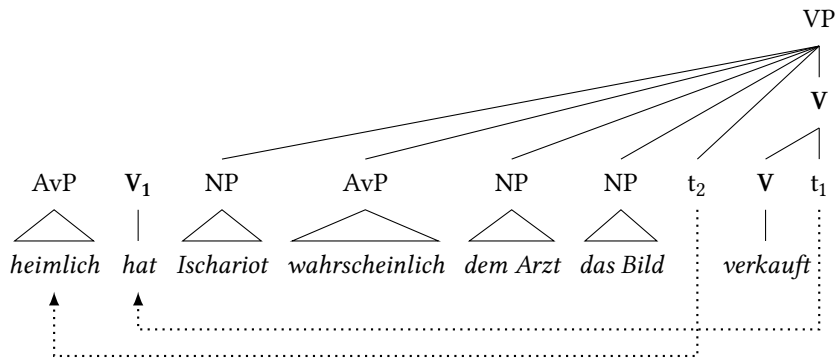 VP
V
AvP V₁ NP AvP NP NP t₂ V t₁
heimlich hat Ischariot wahrscheinlich dem Arzt das Bild verkauft